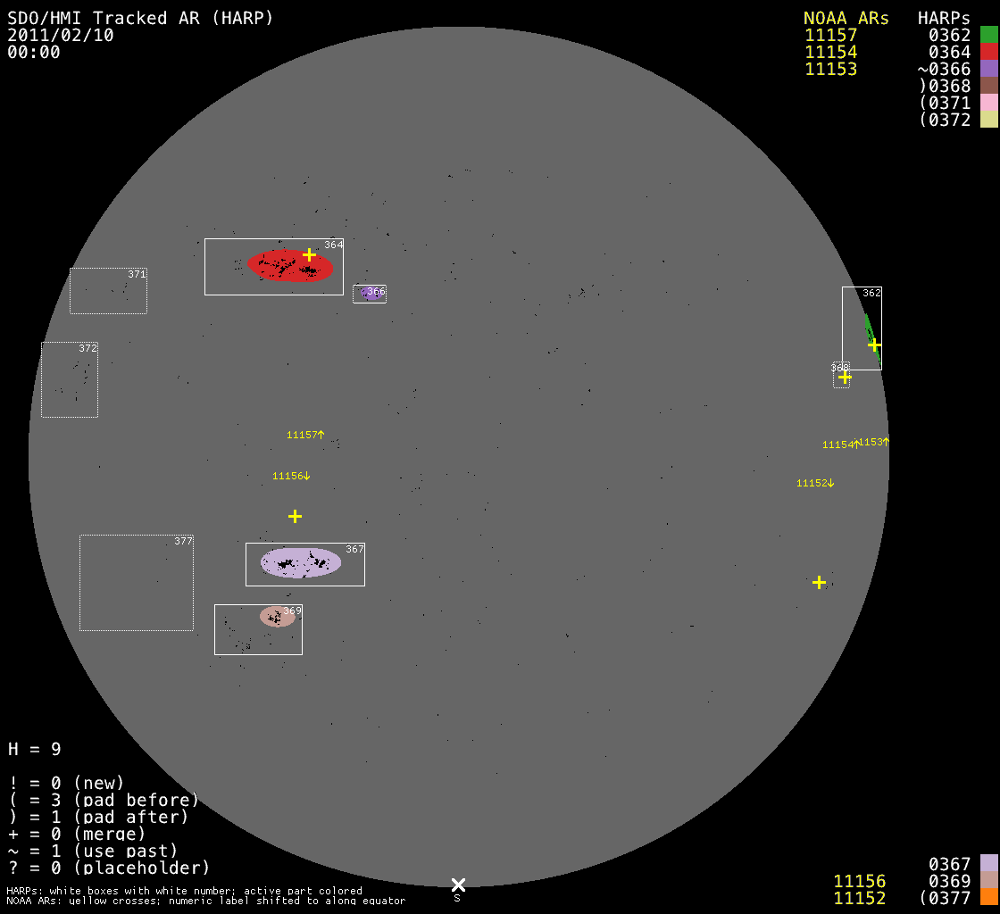 SDO/HMI Tracked AR (HARP)
2011/02/10
00:00
NOAA ARs HARPs
11157 0362
11154 0364
11153 ~0366
)0368
(0371
(0372
364
371
366
362
372
368
11157↑
11154↑
1153↑
11156↓
11152↓
377
367
369
H = 9
! = 0 (new)
( = 3 (pad before)
) = 1 (pad after)
+ = 0 (merge)
~ = 1 (use past)
? = 0 (placeholder)
HARPs: white boxes with white number; active part colored
NOAA ARs: yellow crosses; numeric label shifted to along equator
S
0367
11156 0369
11152 (0377